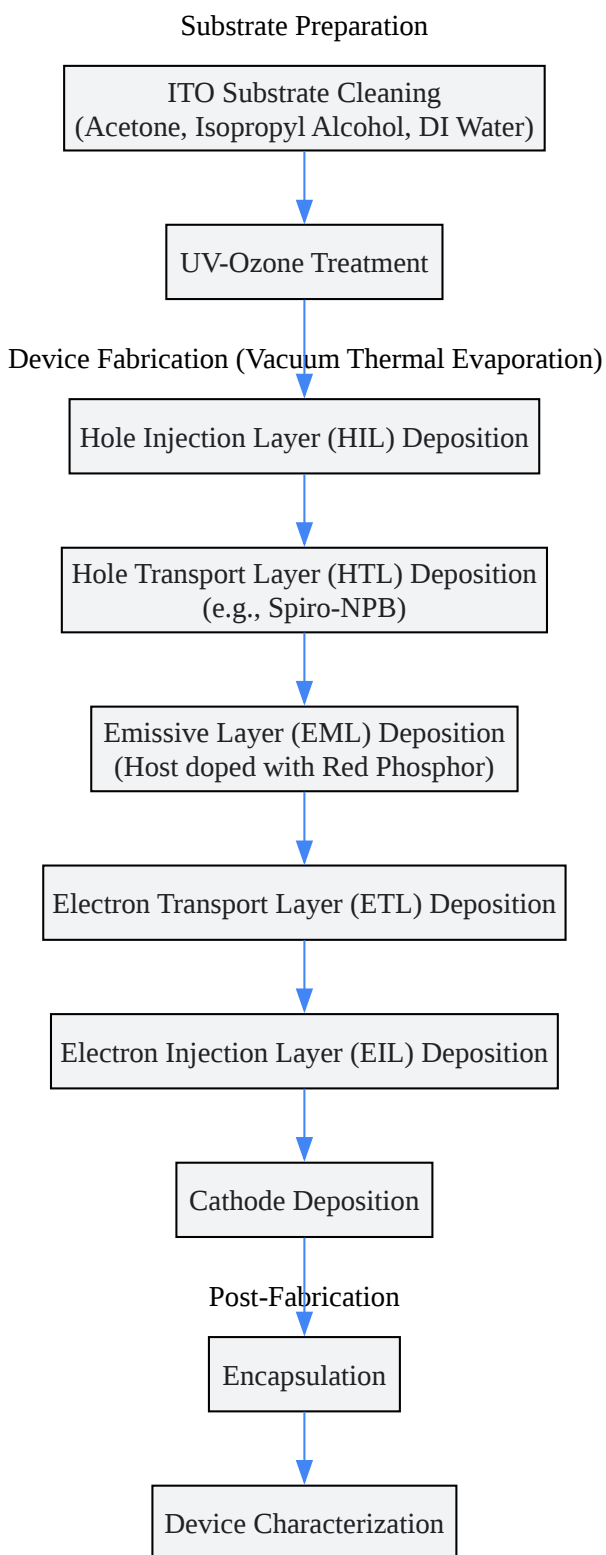 Substrate Preparation
ITO Substrate Cleaning
(Acetone, Isopropyl Alcohol, DI Water)
UV-Ozone Treatment
Device Fabrication (Vacuum Thermal Evaporation)
Hole Injection Layer (HIL) Deposition
Hole Transport Layer (HTL) Deposition
(e.g., Spiro-NPB)
Emissive Layer (EML) Deposition
(Host doped with Red Phosphor)
Electron Transport Layer (ETL) Deposition
Electron Injection Layer (EIL) Deposition
Cathode Deposition
Post-Fabrication
Encapsulation
Device Characterization